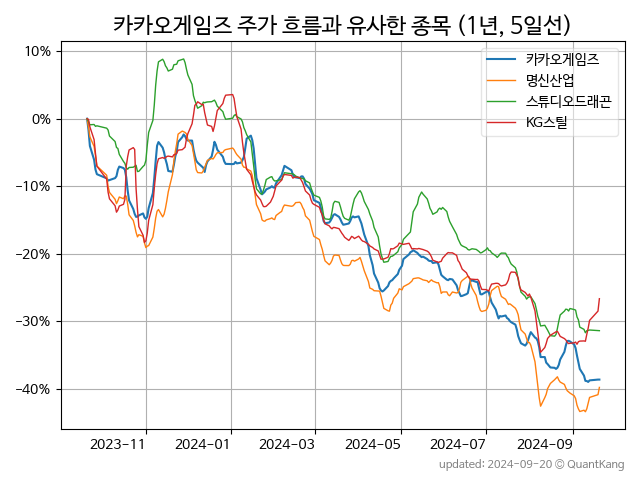 카카오게임즈 주가 흐름과 유사한 종목 (1년, 5일선)
10%
0%
−10%
−20%
−30%
−40%
카카오게임즈
명신산업
스튜디오드래곤
KG스틸
2023-11
2024-01
2024-03
2024-05
2024-07
2024-09
updated: 2024-09-20 © QuantKang